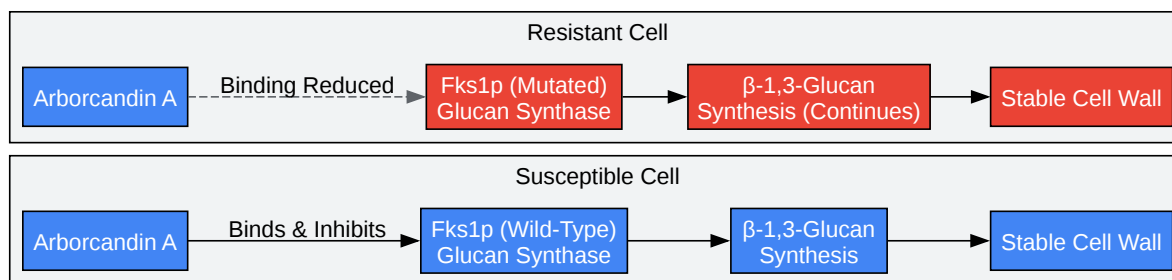 Resistant Cell
Arborcandin A
Binding Reduced
Fks1p (Mutated)
Glucan Synthase
β-1,3-Glucan
Synthesis (Continues)
Stable Cell Wall
Susceptible Cell
Arborcandin A
Binds & Inhibits
Fks1p (Wild-Type)
Glucan Synthase
β-1,3-Glucan
Synthesis
Stable Cell Wall